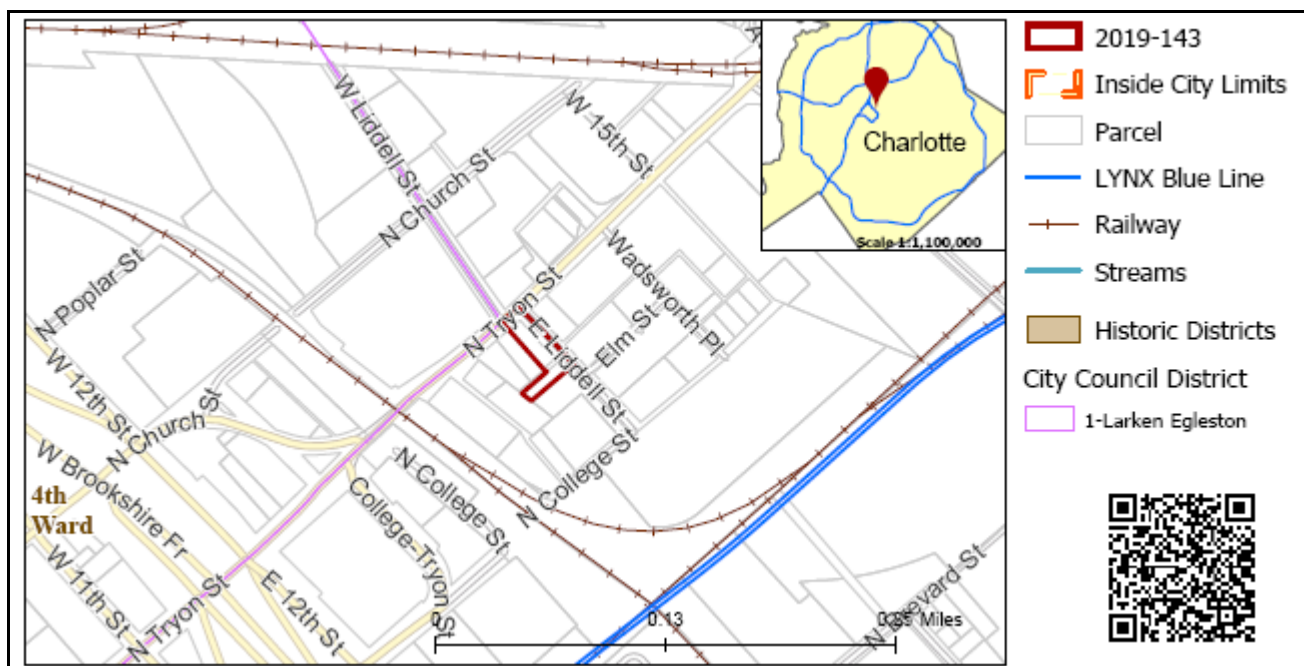 W Liddell St
W 15th St
N Church St
N Poplar St
Wadsworth Pl
N Tryon St
Elm St
E Liddell St
W 12th St
N Church St
W Brookshire Fr
4th
Ward
N College St
N College St
College-Tryon St
W 11th St
N Tryon St
E 12th St
N Brevard St
0
0.13
Miles
Charlotte
Scale 1:1,100,000
2019-143
Inside City Limits
Parcel
LYNX Blue Line
Railway
Streams
Historic Districts
City Council District
1-Larken Egleston